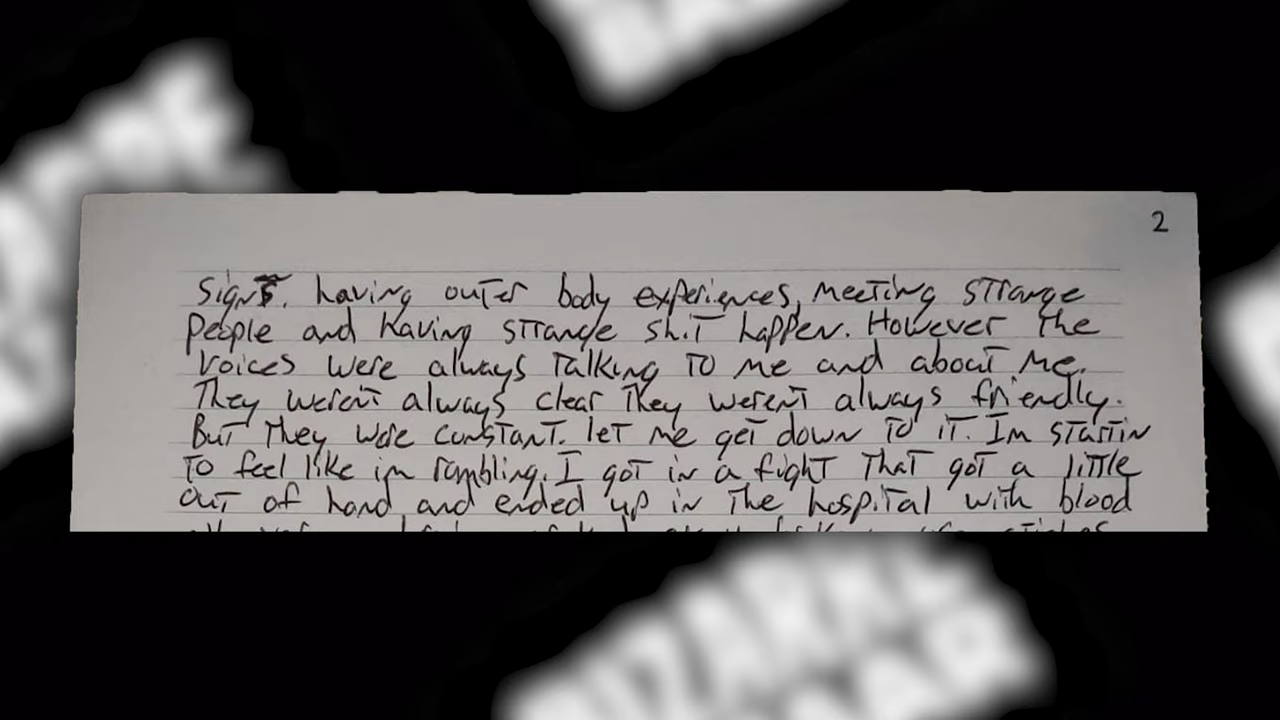 2
signs. having outer body experiences, meeting strange
people and having strange shit happen. However the
voices were always talking to me and about me.
They weren't always clear they weren't always friendly.
But they were constant. let me get down to it. Im startin
to feel like im rambling. I got in a fight that got a little
out of hand and ended up in the hospital with blood